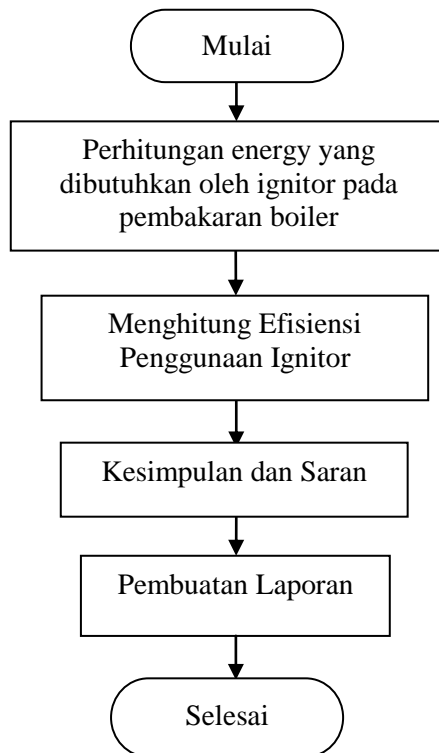 Mulai
Perhitungan energy yang
dibutuhkan oleh ignitor pada
pembakaran boiler
Menghitung Efisiensi
Penggunaan Ignitor
Kesimpulan dan Saran
Pembuatan Laporan
Selesai